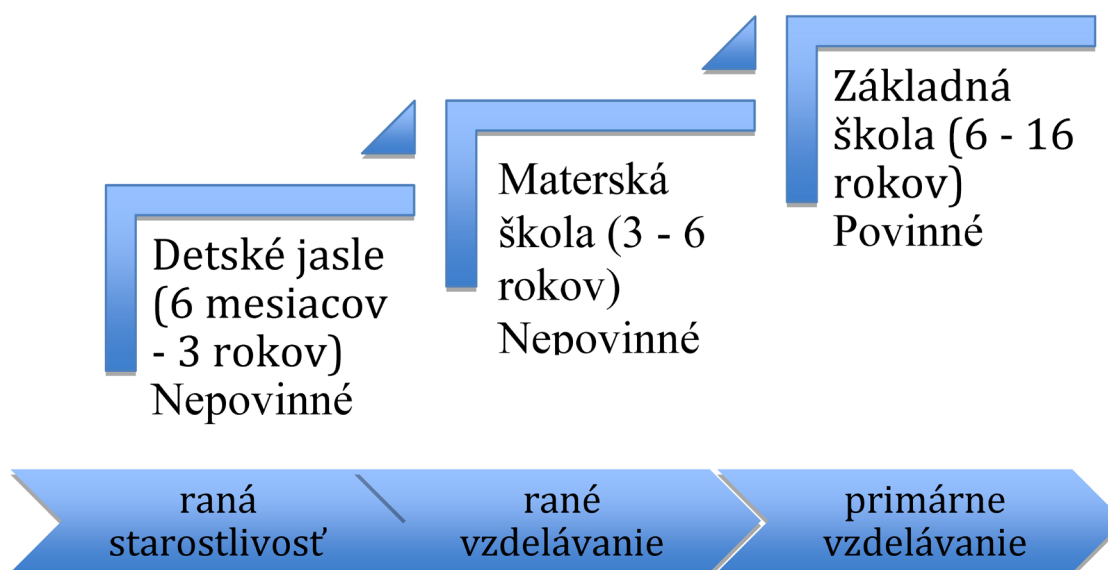 Detské jasle
(6 mesiacov
- 3 rokov)
Nepovinné
Materská
škola (3 - 6
rokov)
Nepovinné
Základná
škola (6 - 16
rokov)
Povinné
raná
starostlivosť
rané
vzdelávanie
primárne
vzdelávanie